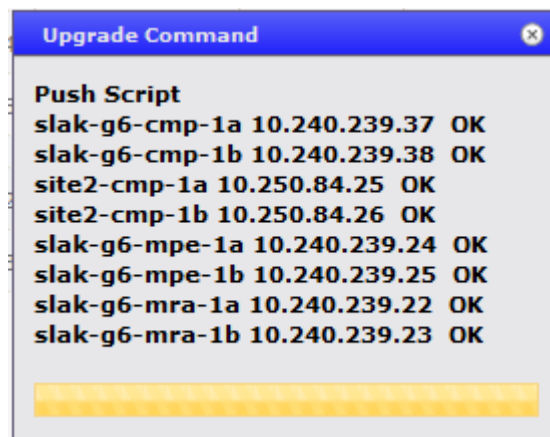 Upgrade Command
Push Script
slak-g6-cmp-1a 10.240.239.37 OK
slak-g6-cmp-1b 10.240.239.38 OK
site2-cmp-1a 10.250.84.25 OK
site2-cmp-1b 10.250.84.26 OK
slak-g6-mpe-1a 10.240.239.24 OK
slak-g6-mpe-1b 10.240.239.25 OK
slak-g6-mra-1a 10.240.239.22 OK
slak-g6-mra-1b 10.240.239.23 OK